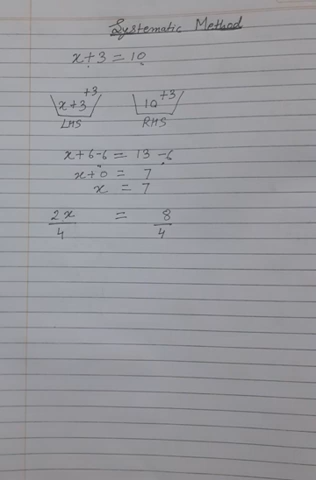 Systematic Method
x+3 = 10
+3 +3
x+3 10
LHS RHS
x+6-6 = 13-6
x+0 = 7
x = 7
2x = 8
4 4